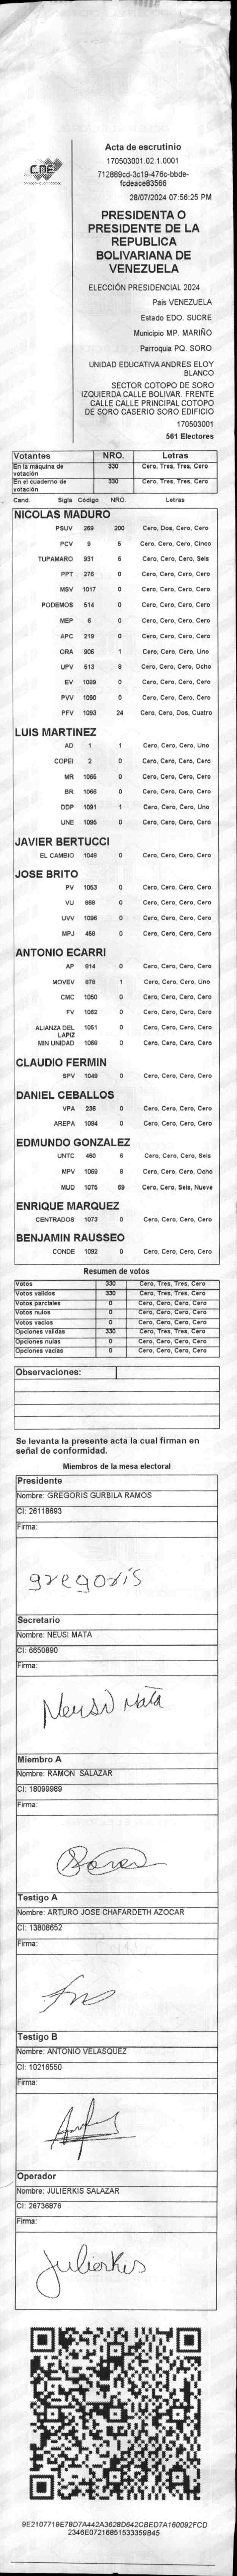 Acta de escrutinio
170503001.02.1.0001
712889cd-3c19-476c-bbde-
fcdeace93566
28/07/2024 07:56:25 PM
CNE
PRESIDENTA O
PRESIDENTE DE LA
REPUBLICA
BOLIVARIANA DE
VENEZUELA
ELECCIÓN PRESIDENCIAL 2024
Pais VENEZUELA
Estado EDO. SUCRE
Municipio MP. MARIÑO
Parroquia PQ. SORO
UNIDAD EDUCATIVA ANDRES ELOY
BLANCO
SECTOR COTOPO DE SORO
IZQUIERDA CALLE BOLIVAR. FRENTE
CALLE CALLE PRINCIPAL COTOPO
DE SORO CASERIO SORO EDIFICIO
170503001
561 Electores
Votantes NRO. Letras
En la máquina de votación 330 Cero, Tres, Tres, Cero
En el cuaderno de votación 330 Cero, Tres, Tres, Cero
Cand. Sigla Código NRO. Letras
NICOLAS MADURO
PSUV 269 200 Cero, Dos, Cero, Cero
PCV 9 5 Cero, Cero, Cero, Cinco
TUPAMARO 931 6 Cero, Cero, Cero, Seis
PPT 276 0 Cero, Cero, Cero, Cero
MSV 1017 0 Cero, Cero, Cero, Cero
PODEMOS 514 0 Cero, Cero, Cero, Cero
MEP 6 0 Cero, Cero, Cero, Cero
APC 219 0 Cero, Cero, Cero, Cero
ORA 906 1 Cero, Cero, Cero, Uno
UPV 513 8 Cero, Cero, Cero, Ocho
EV 1089 0 Cero, Cero, Cero, Cero
PVV 1090 0 Cero, Cero, Cero, Cero
PFV 1093 24 Cero, Cero, Dos, Cuatro
LUIS MARTINEZ
AD 1 1 Cero, Cero, Cero, Uno
COPEI 2 0 Cero, Cero, Cero, Cero
MR 1065 0 Cero, Cero, Cero, Cero
BR 1066 0 Cero, Cero, Cero, Cero
DDP 1091 1 Cero, Cero, Cero, Uno
UNE 1095 0 Cero, Cero, Cero, Cero
JAVIER BERTUCCI
EL CAMBIO 1048 0 Cero, Cero, Cero, Cero
JOSE BRITO
PV 1053 0 Cero, Cero, Cero, Cero
VU 868 0 Cero, Cero, Cero, Cero
UVV 1096 0 Cero, Cero, Cero, Cero
MPJ 458 0 Cero, Cero, Cero, Cero
ANTONIO ECARRI
AP 914 0 Cero, Cero, Cero, Cero
MOVEV 978 1 Cero, Cero, Cero, Uno
CMC 1050 0 Cero, Cero, Cero, Cero
FV 1062 0 Cero, Cero, Cero, Cero
ALIANZA DEL LAPIZ 1051 0 Cero, Cero, Cero, Cero
MIN UNIDAD 1068 0 Cero, Cero, Cero, Cero
CLAUDIO FERMIN
SPV 1049 0 Cero, Cero, Cero, Cero
DANIEL CEBALLOS
VPA 236 0 Cero, Cero, Cero, Cero
AREPA 1094 0 Cero, Cero, Cero, Cero
EDMUNDO GONZALEZ
UNTC 460 6 Cero, Cero, Cero, Seis
MPV 1069 8 Cero, Cero, Cero, Ocho
MUD 1075 69 Cero, Cero, Seis, Nueve
ENRIQUE MARQUEZ
CENTRADOS 1073 0 Cero, Cero, Cero, Cero
BENJAMIN RAUSSEO
CONDE 1092 0 Cero, Cero, Cero, Cero
Resumen de votos
Votos 330 Cero, Tres, Tres, Cero
Votos validos 330 Cero, Tres, Tres, Cero
Votos parciales 0 Cero, Cero, Cero, Cero
Votos nulos 0 Cero, Cero, Cero, Cero
Votos vacios 0 Cero, Cero, Cero, Cero
Opciones validas 330 Cero, Tres, Tres, Cero
Opciones nulas 0 Cero, Cero, Cero, Cero
Opciones vacias 0 Cero, Cero, Cero, Cero
Observaciones:
Se levanta la presente acta la cual firman en
señal de conformidad.
Miembros de la mesa electoral
Presidente
Nombre: GREGORIS GURBILA RAMOS
CI: 26118693
Firma:
gregoris
Secretario
Nombre: NEUSI MATA
CI: 6650890
Firma:
Neusi Mata
Miembro A
Nombre: RAMON SALAZAR
CI: 18099989
Firma:
Testigo A
Nombre: ARTURO JOSE CHAFARDETH AZOCAR
CI: 13808652
Firma:
Testigo B
Nombre: ANTONIO VELASQUEZ
CI: 10216550
Firma:
Operador
Nombre: JULIERKIS SALAZAR
CI: 26736876
Firma:
Julierkis
9E2107719E78D7A442A3628D642CBED7A160092FCD
2346E07216851533359B45